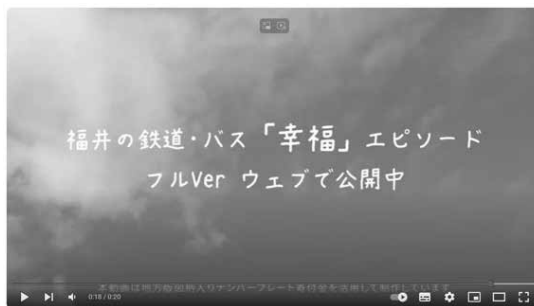 福井の鉄道・バス「幸福」エピソード
フルVer ウェブで公開中
本動画は地方版図柄入りナンバープレート寄付金を活用して制作しています
0:18 / 0:20